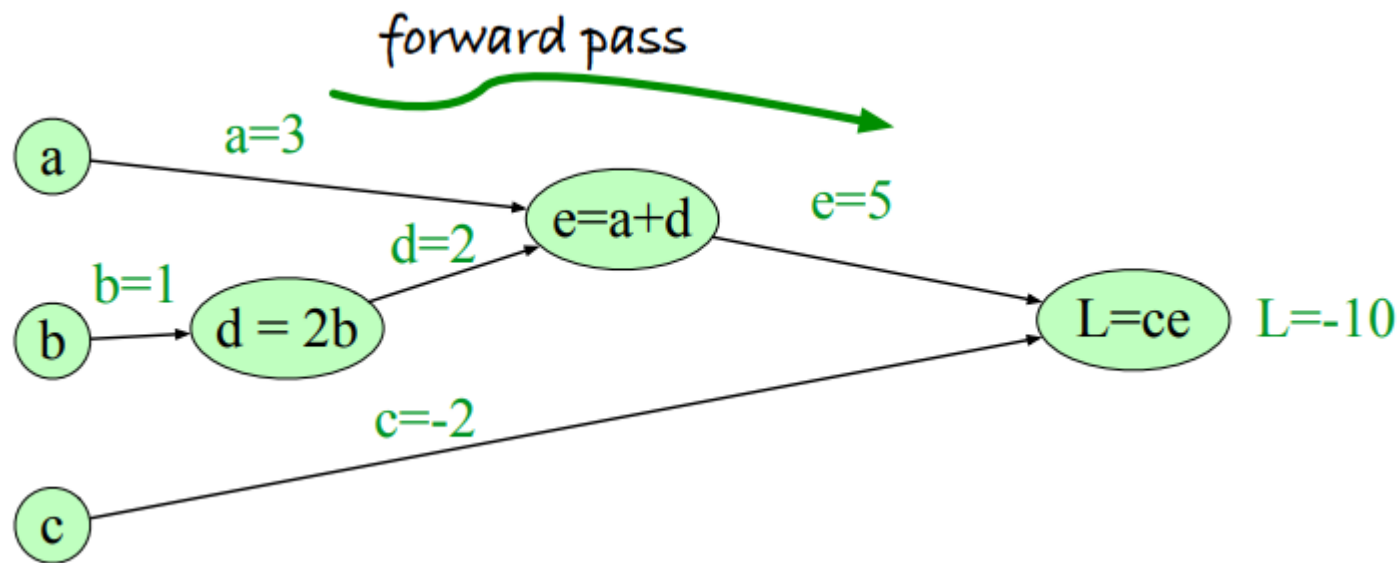 forward pass
a=3
a
e=5
e=a+d
d=2
b=1
b
d = 2b
L=ce
L=-10
c=-2
c